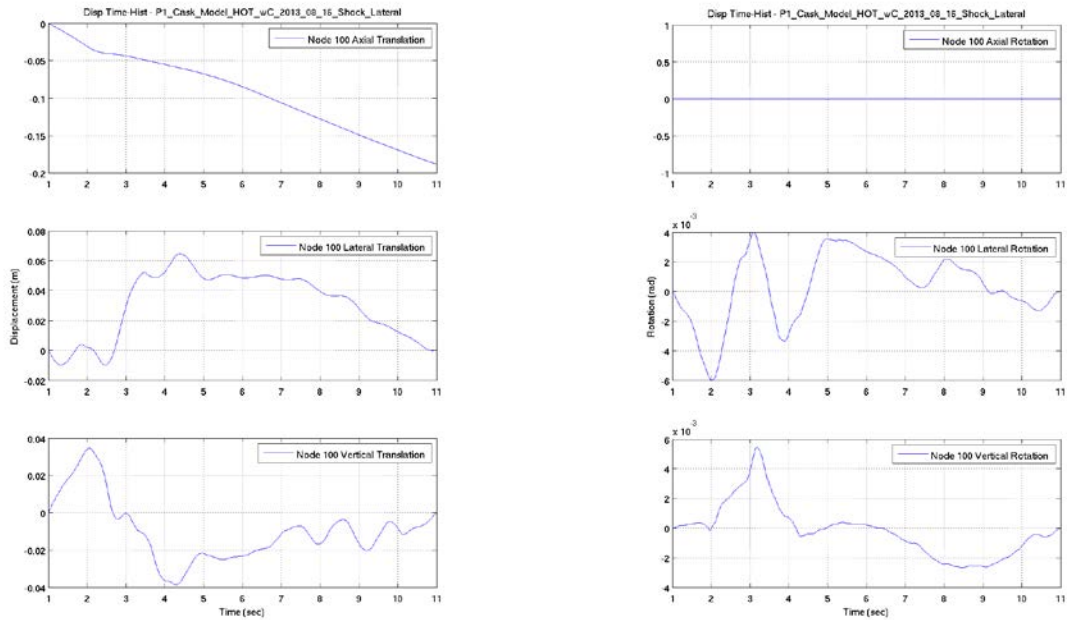 Disp Time-Hist - P1_Cask_Model_HOT_wC_2013_08_16_Shock_Lateral
Node 100 Axial Translation
0
-0.05
-0.1
-0.15
-0.2
1 2 3 4 5 6 7 8 9 10 11
Node 100 Lateral Translation
Displacement (m)
0.08
0.06
0.04
0.02
0
-0.02
1 2 3 4 5 6 7 8 9 10 11
Node 100 Vertical Translation
0.04
0.02
0
-0.02
-0.04
1 2 3 4 5 6 7 8 9 10 11
Time (sec)
Disp Time-Hist - P1_Cask_Model_HOT_wC_2013_08_16_Shock_Lateral
Node 100 Axial Rotation
1
0.5
0
-0.5
-1
1 2 3 4 5 6 7 8 9 10 11
x 10⁻³
Node 100 Lateral Rotation
Rotation (rad)
4
2
0
-2
-4
-6
1 2 3 4 5 6 7 8 9 10 11
x 10⁻³
Node 100 Vertical Rotation
6
4
2
0
-2
-4
1 2 3 4 5 6 7 8 9 10 11
Time (sec)